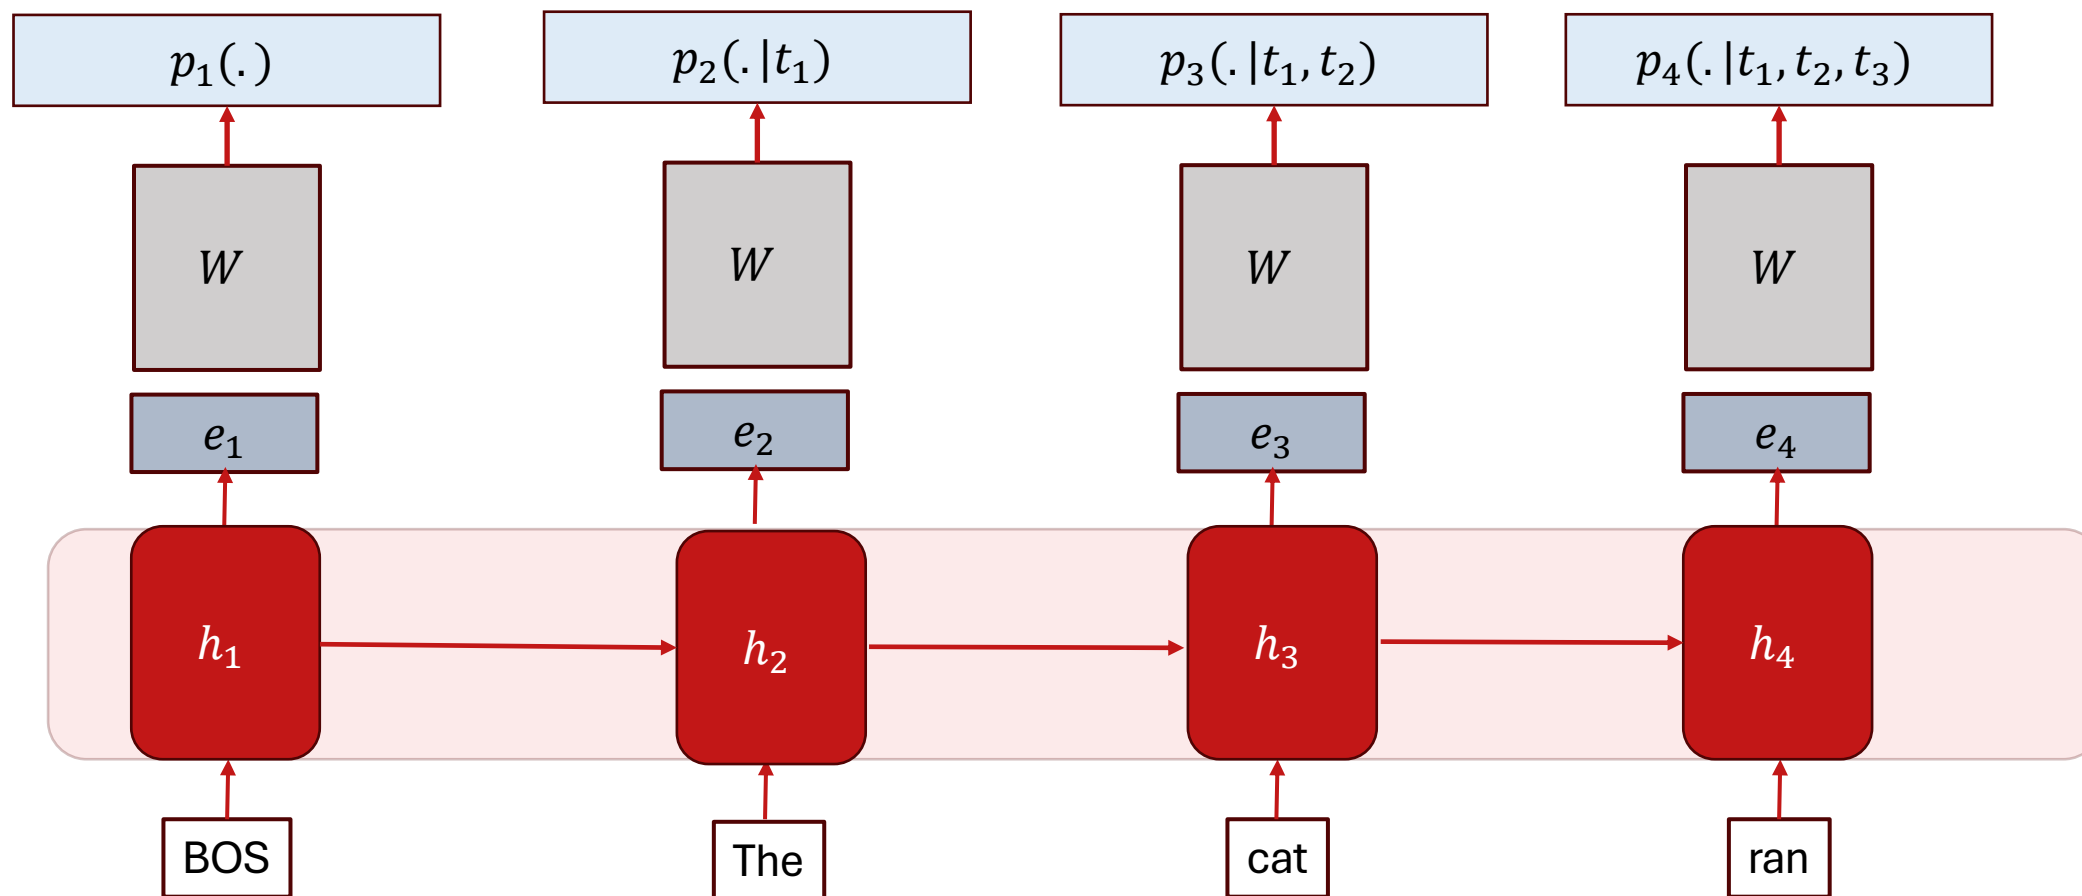 p₁(.)
p₂(.|t₁)
p₃(.|t₁, t₂)
p₄(.|t₁, t₂, t₃)
W
W
W
W
e₁
e₂
e₃
e₄
h₁
h₂
h₃
h₄
BOS
The
cat
ran